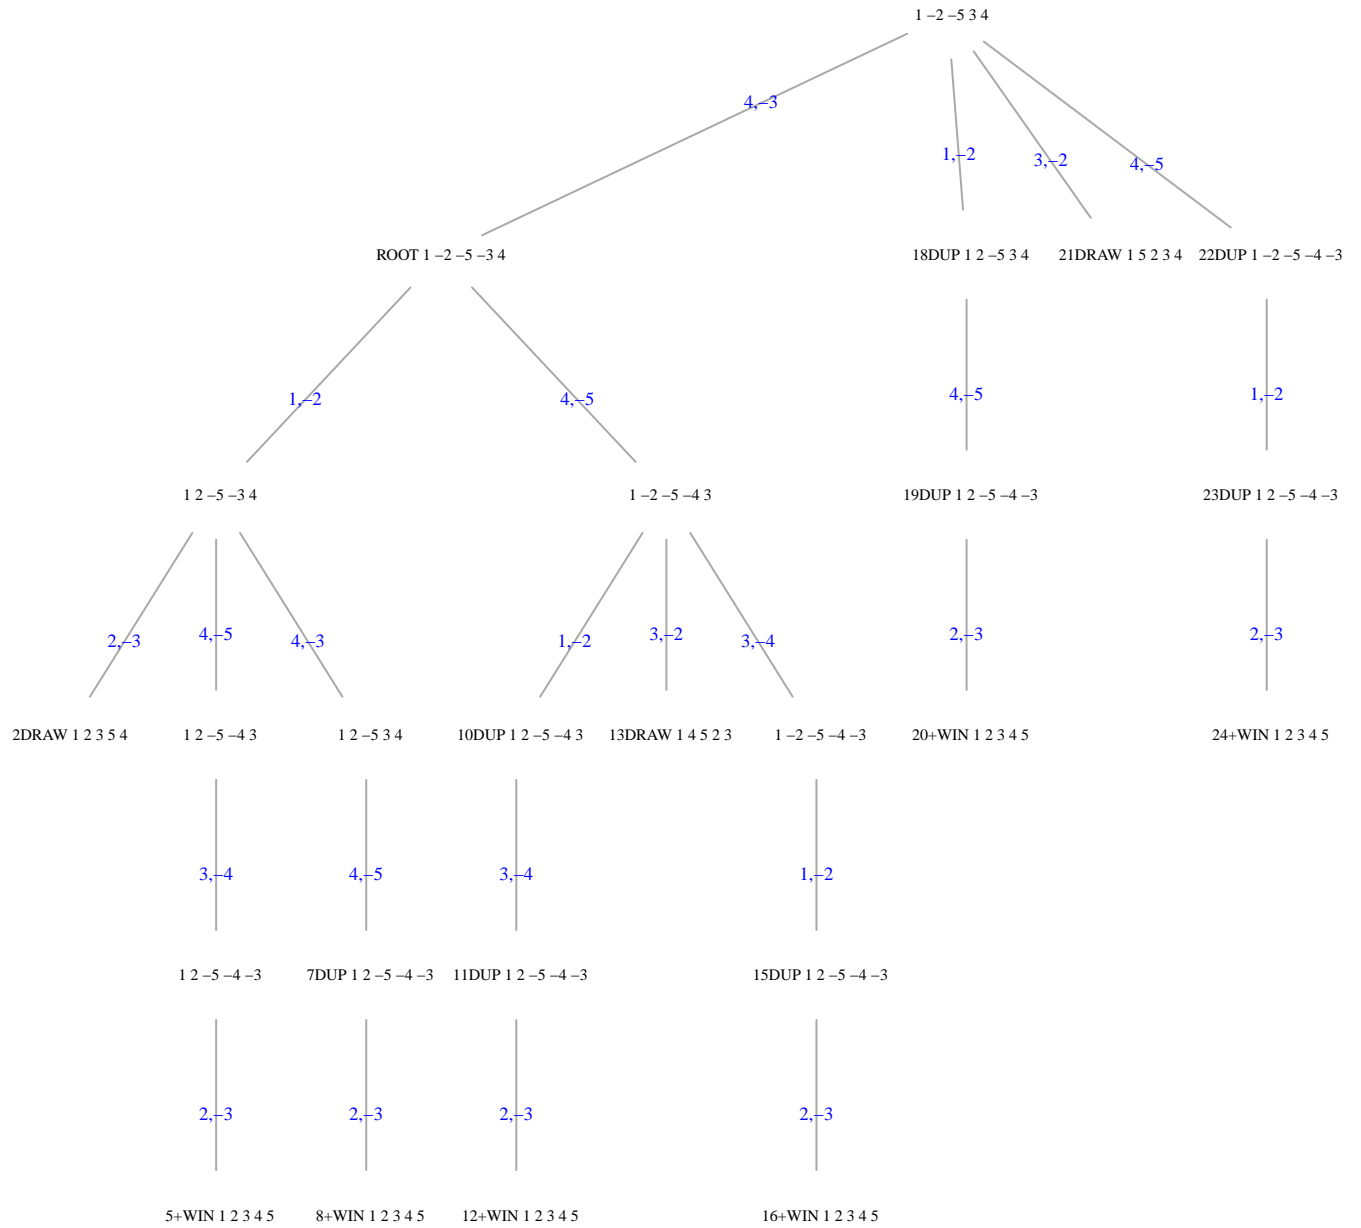 1 −2 −5 3 4
4,−3
1,−2
3,−2
4,−5
ROOT 1 −2 −5 −3 4
18DUP 1 2 −5 3 4
21DRAW 1 5 2 3 4
22DUP 1 −2 −5 −4 −3
1,−2
4,−5
4,−5
1,−2
1 2 −5 −3 4
1 −2 −5 −4 3
19DUP 1 2 −5 −4 −3
23DUP 1 2 −5 −4 −3
2,−3
4,−5
4,−3
1,−2
3,−2
3,−4
2,−3
2,−3
2DRAW 1 2 3 5 4
1 2 −5 −4 3
1 2 −5 3 4
10DUP 1 2 −5 −4 3
13DRAW 1 4 5 2 3
1 −2 −5 −4 −3
20+WIN 1 2 3 4 5
24+WIN 1 2 3 4 5
3,−4
4,−5
3,−4
1,−2
1 2 −5 −4 −3
7DUP 1 2 −5 −4 −3
11DUP 1 2 −5 −4 −3
15DUP 1 2 −5 −4 −3
2,−3
2,−3
2,−3
2,−3
5+WIN 1 2 3 4 5
8+WIN 1 2 3 4 5
12+WIN 1 2 3 4 5
16+WIN 1 2 3 4 5